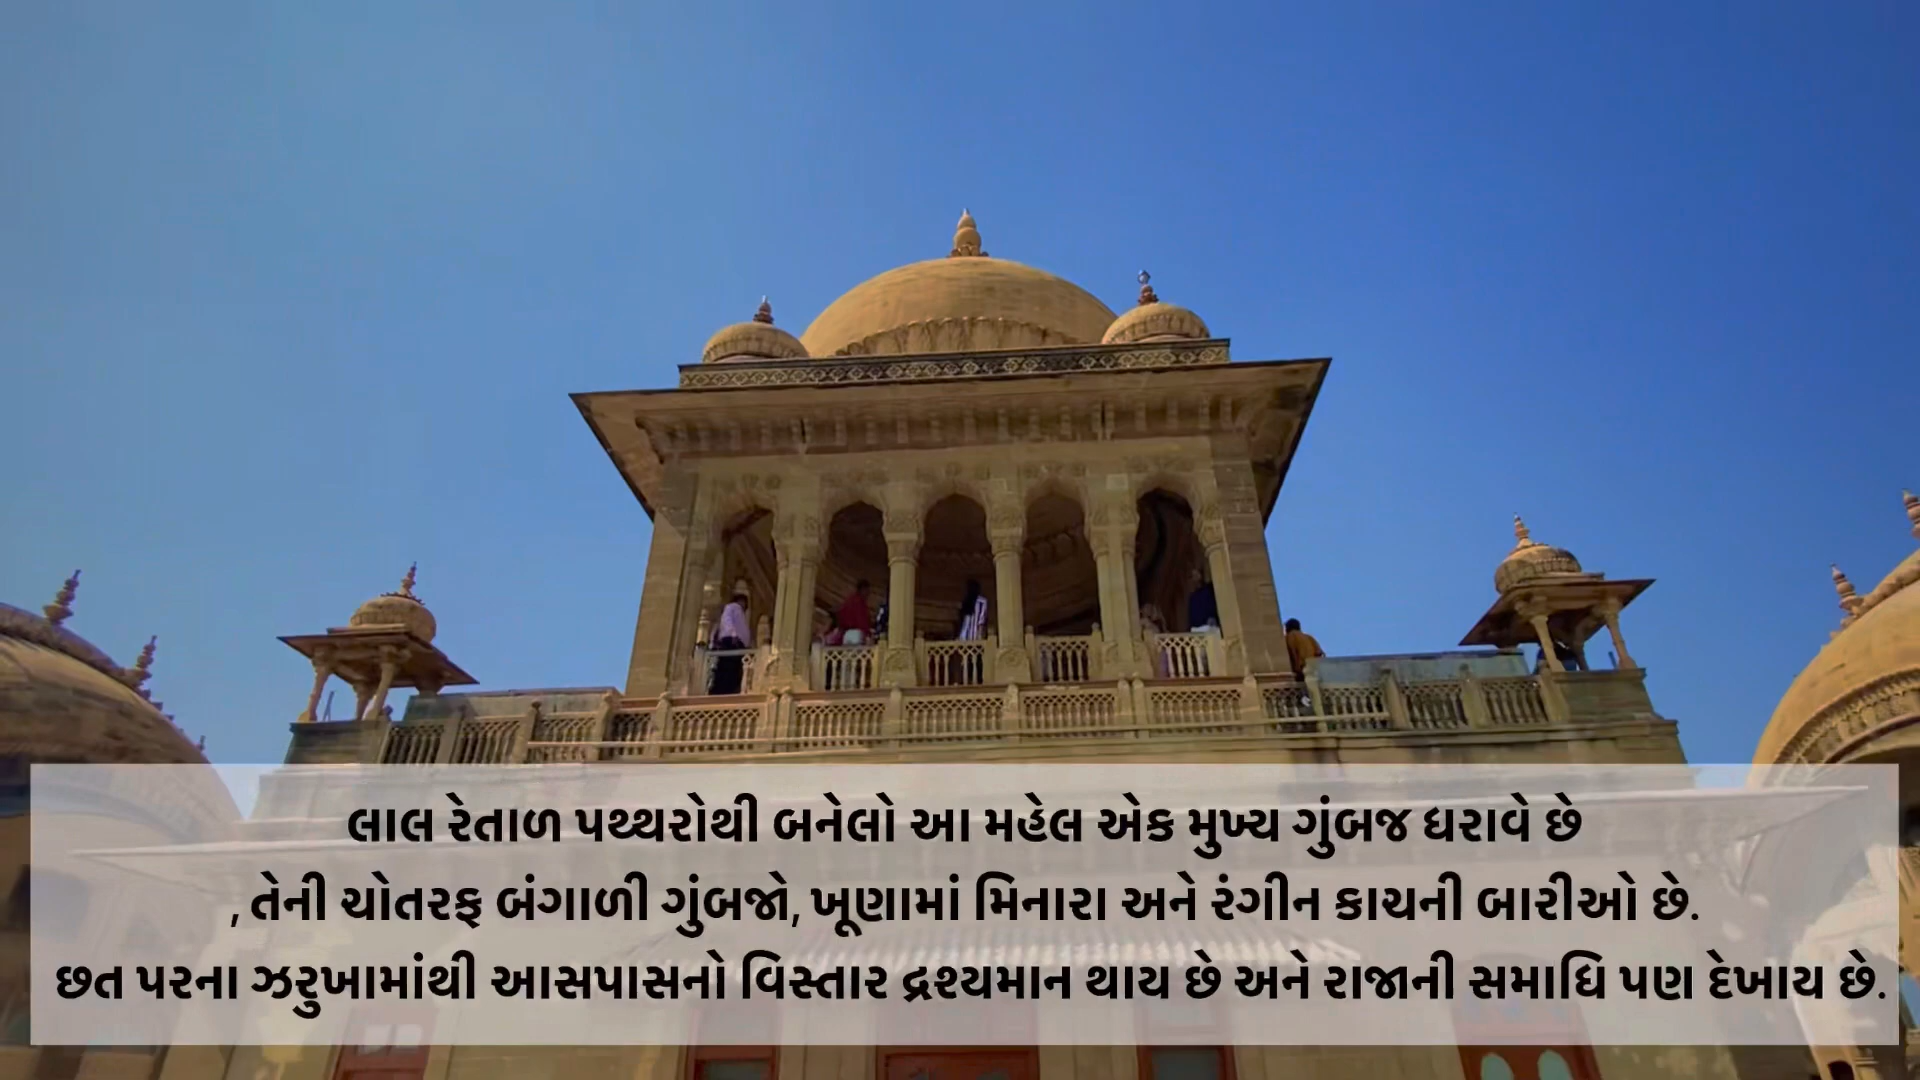 લાલ રેતાળ પથ્થરોથી બનેલો આ મહેલ એક મુખ્ય ગુંબજ ધરાવે છે
, તેની ચોતરફ બંગાળી ગુંબજો, ખૂણામાં મિનારા અને રંગીન કાચની બારીઓ છે.
છત પરના ઝરુખામાંથી આસપાસનો વિસ્તાર દ્રશ્યમાન થાય છે અને રાજાની સમાધિ પણ દેખાય છે.